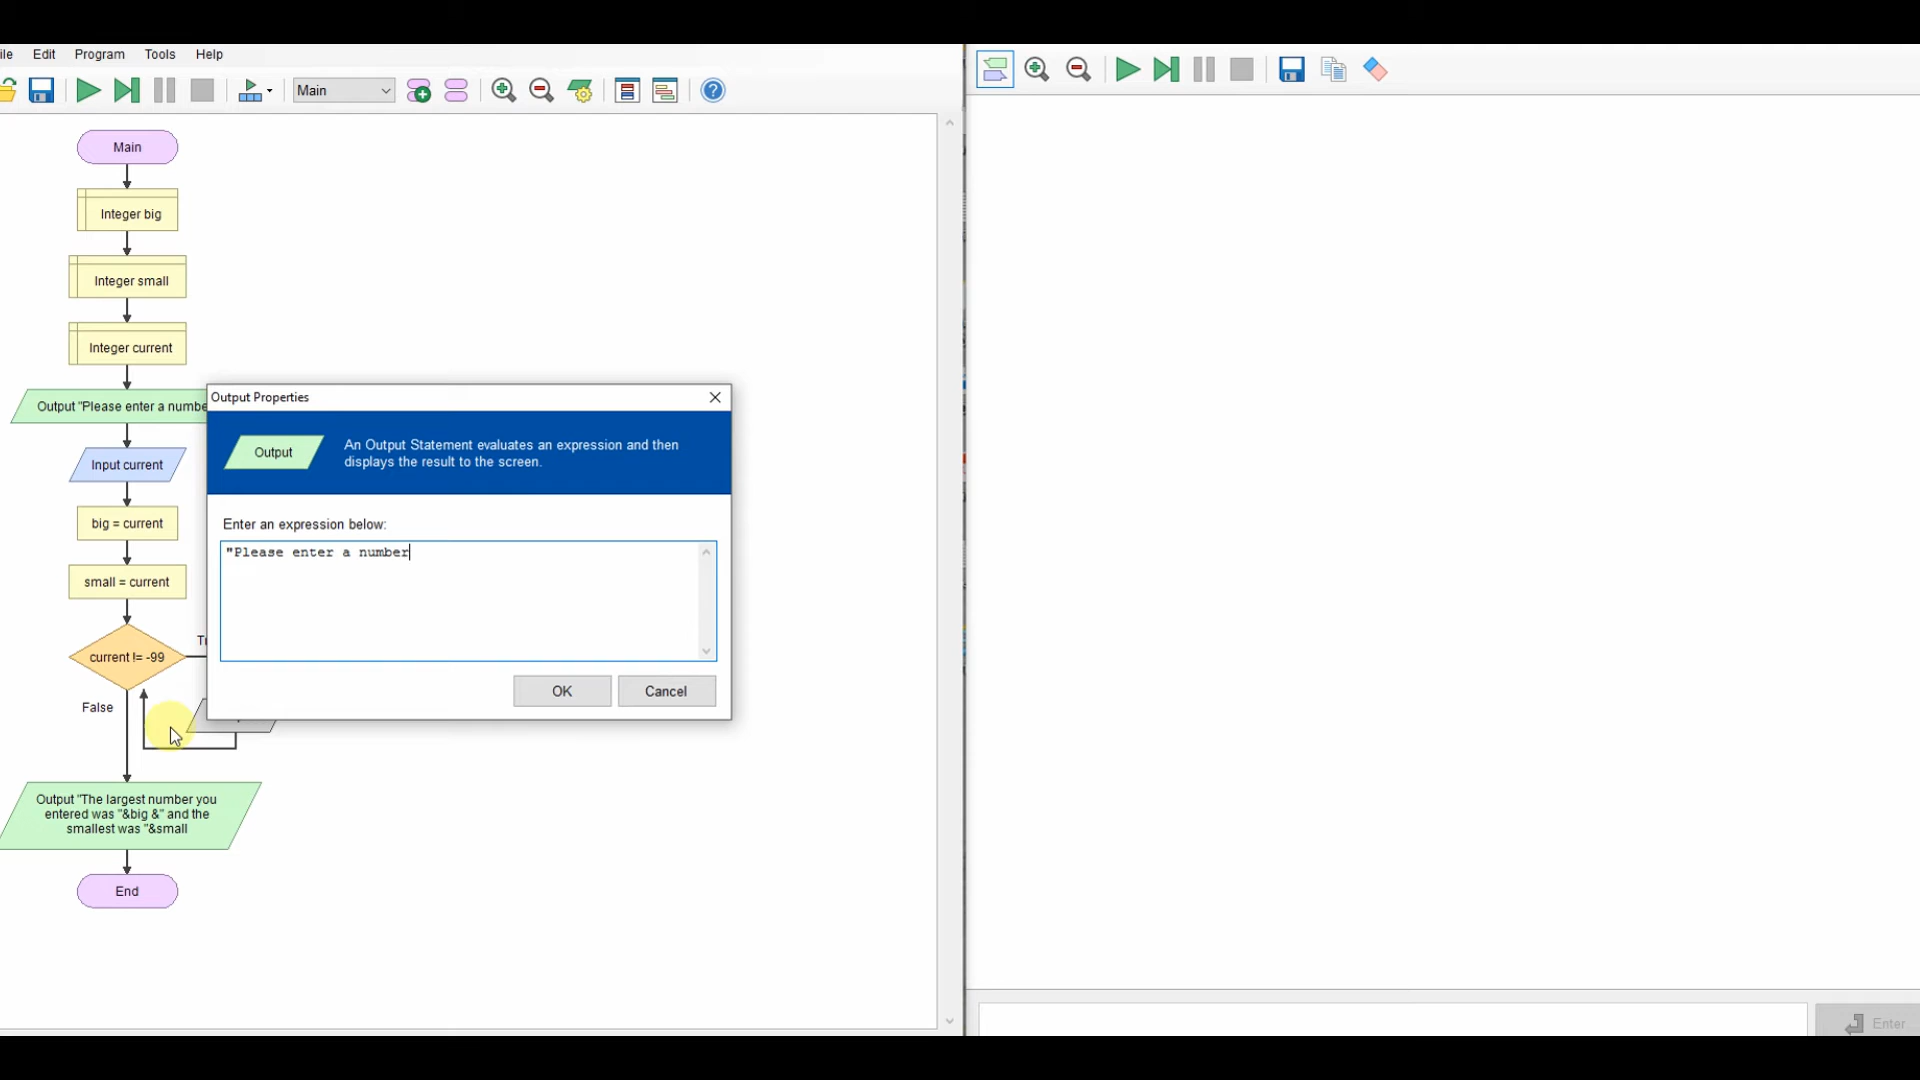 ile Edit Program Tools Help
Main
Main
Integer big
Integer small
Integer current
Output "Please enter a numbe
Input current
big = current
small = current
current != -99
False
Output "The largest number you
entered was "&big &" and the
smallest was "&small
End
Output Properties
Output
An Output Statement evaluates an expression and then
displays the result to the screen.
Enter an expression below:
"Please enter a number
OK Cancel
Enter